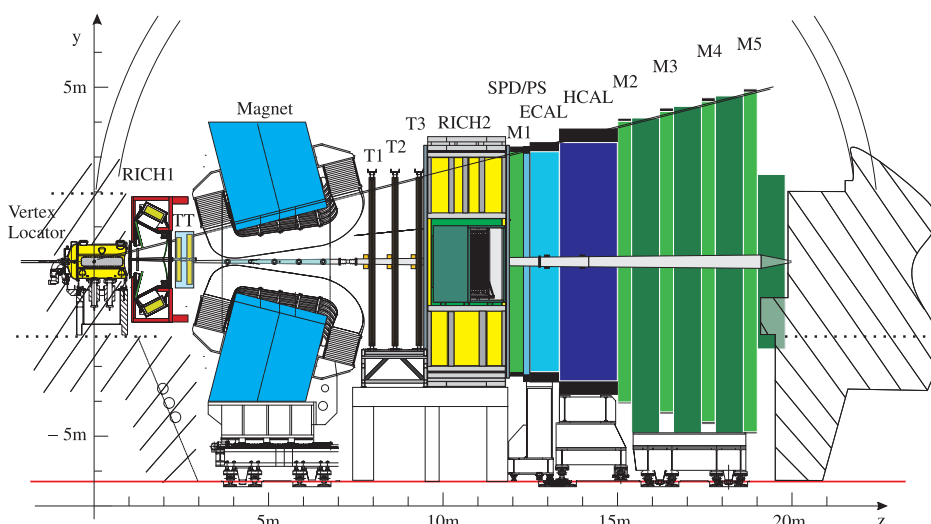 y
5m
Vertex
Locator
RICH1
TT
Magnet
T1
T2
T3
RICH2
M1
SPD/PS
ECAL
HCAL
M2
M3
M4
M5
− 5m
5m
10m
15m
20m
z